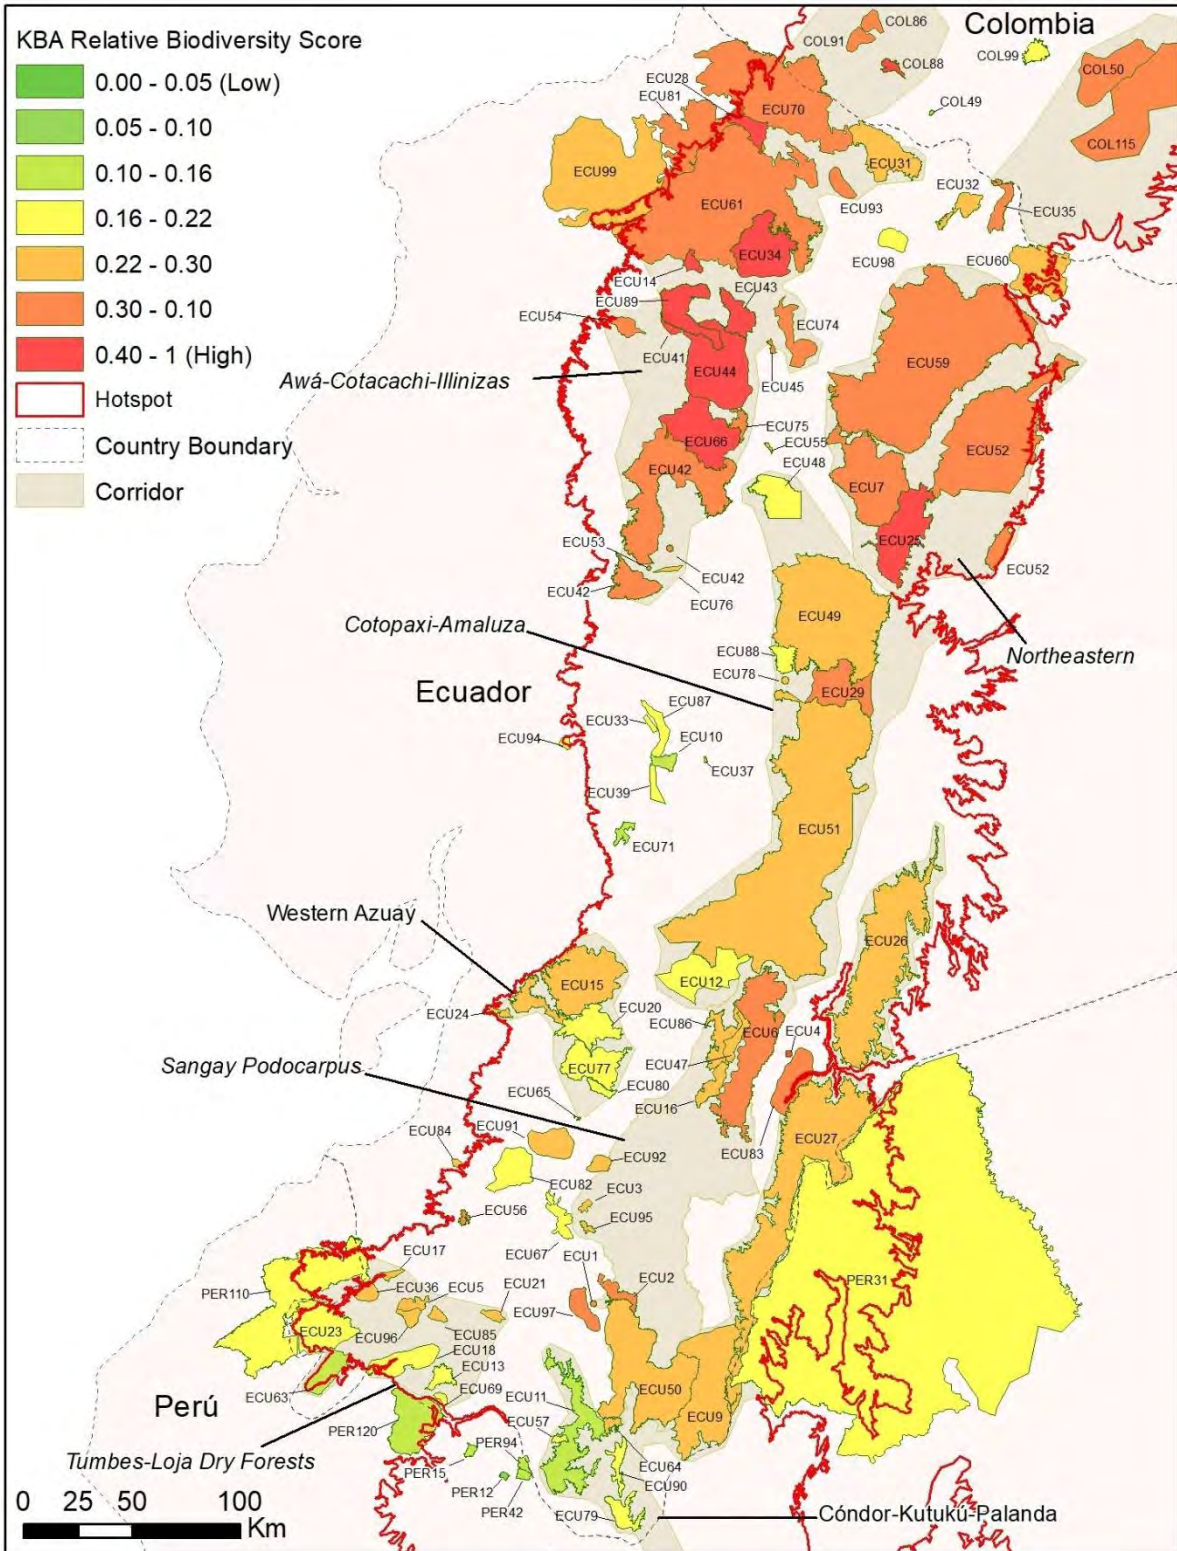 KBA Relative Biodiversity Score
0.00 - 0.05 (Low)
0.05 - 0.10
0.10 - 0.16
0.16 - 0.22
0.22 - 0.30
0.30 - 0.10
0.40 - 1 (High)
Hotspot
Country Boundary
Corridor
Colombia
COL86
COL91
COL88
COL99
COL50
COL49
COL115
ECU28
ECU81
ECU70
ECU31
ECU99
ECU61
ECU93
ECU32
ECU35
ECU34
ECU98
ECU60
ECU14
ECU89
ECU43
ECU54
ECU74
ECU41
ECU59
Awá-Cotacachi-Illinizas
ECU44
ECU45
ECU75
ECU66
ECU55
ECU52
ECU42
ECU48
ECU7
ECU25
ECU53
ECU42
ECU52
ECU42
ECU76
Cotopaxi-Amaluza
ECU49
Northeastern
ECU88
ECU78
ECU29
Ecuador
ECU87
ECU33
ECU10
ECU94
ECU37
ECU39
ECU51
ECU71
Western Azuay
ECU26
ECU12
ECU15
ECU24
ECU20
ECU86
ECU6
ECU4
Sangay Podocarpus
ECU77
ECU47
ECU80
ECU65
ECU16
ECU91
ECU84
ECU27
ECU92
ECU83
ECU82
ECU3
ECU56
ECU95
ECU67
ECU17
ECU1
PER110
ECU36
ECU5
ECU21
ECU2
PER31
ECU97
ECU23
ECU96
ECU85
ECU18
ECU13
ECU63
ECU69
ECU11
ECU50
ECU9
Perú
PER120
ECU57
PER94
Tumbes-Loja Dry Forests
PER15
ECU64
PER12
ECU90
PER42
ECU79
Cóndor-Kutukú-Palanda
0 25 50 100
Km